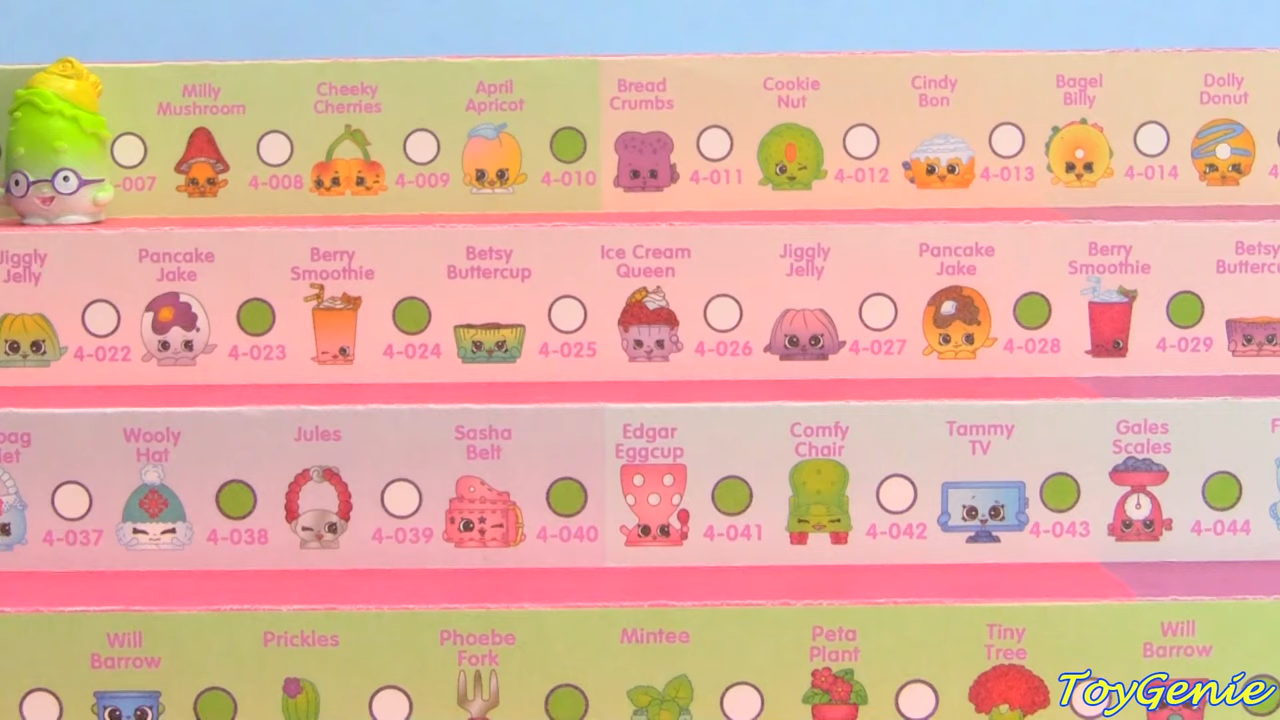 Milly Mushroom
Cheeky Cherries
April Apricot
Bread Crumbs
Cookie Nut
Cindy Bon
Bagel Billy
Dolly Donut
-007
4-008
4-009
4-010
4-011
4-012
4-013
4-014
4
Jiggly Jelly
Pancake Jake
Berry Smoothie
Betsy Buttercup
Ice Cream Queen
Jiggly Jelly
Pancake Jake
Berry Smoothie
Betsy Buttercu
4-022
4-023
4-024
4-025
4-026
4-027
4-028
4-029
Wooly Hat
Jules
Sasha Belt
Edgar Eggcup
Comfy Chair
Tammy TV
Gales Scales
4-037
4-038
4-039
4-040
4-041
4-042
4-043
4-044
Will Barrow
Prickles
Phoebe Fork
Mintee
Peta Plant
Tiny Tree
Will Barrow
ToyGenie